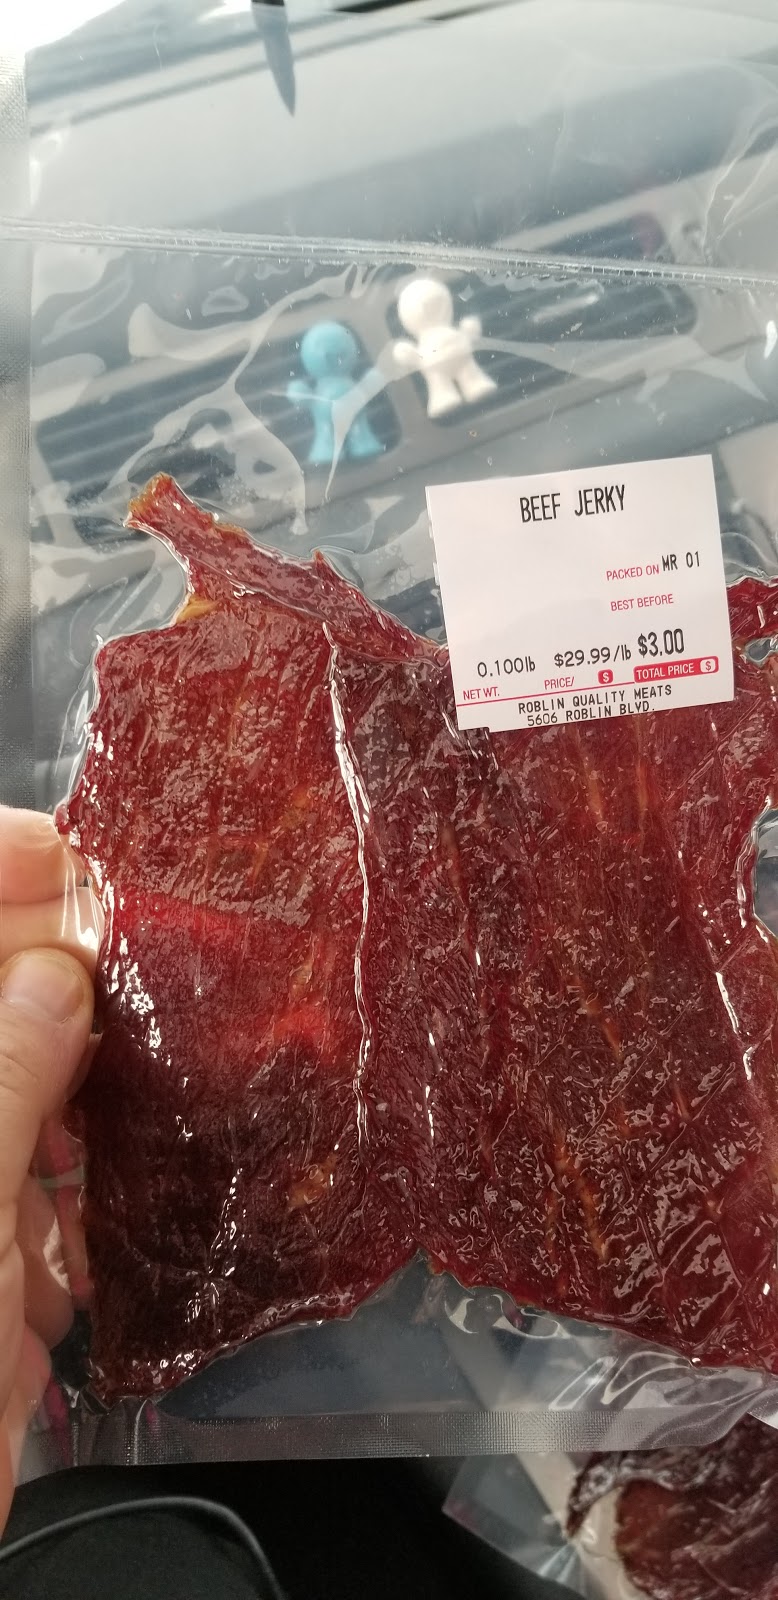 BEEF JERKY
PACKED ON MR 01
BEST BEFORE
0.100lb $29.99/lb $3.00
NET WT. PRICE/ $ TOTAL PRICE $
ROBLIN QUALITY MEATS
5606 ROBLIN BLVD.